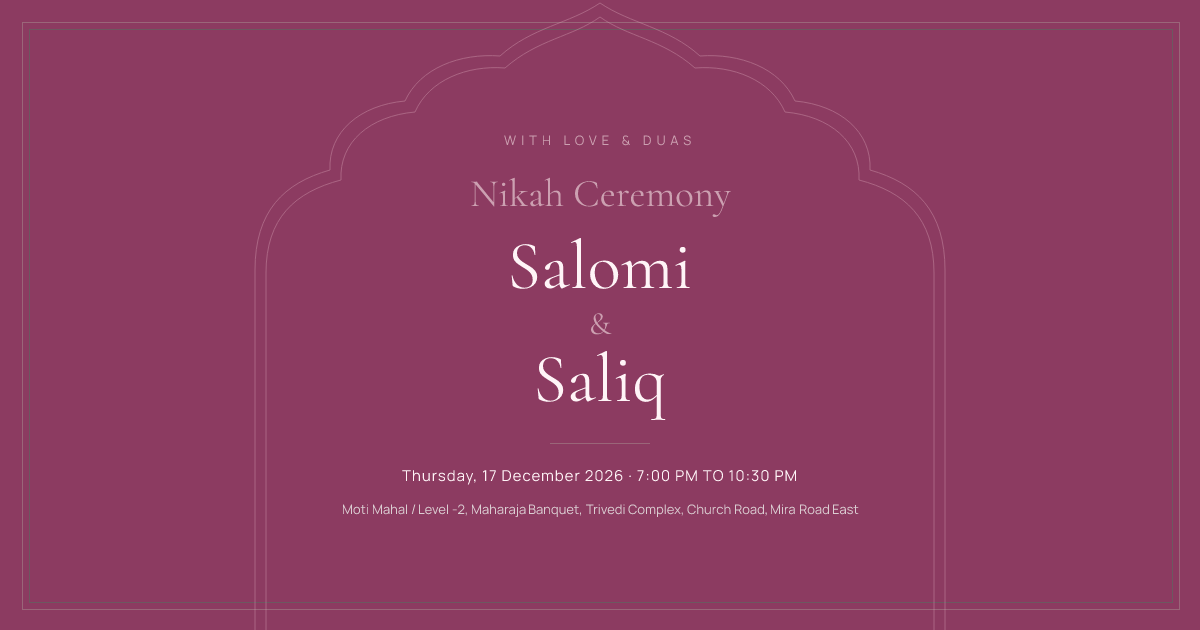 WITH LOVE & DUAS
Nikah Ceremony
Salomi
&
Saliq
Thursday, 17 December 2026 · 7:00 PM TO 10:30 PM
Moti Mahal / Level -2, Maharaja Banquet, Trivedi Complex, Church Road, Mira Road East